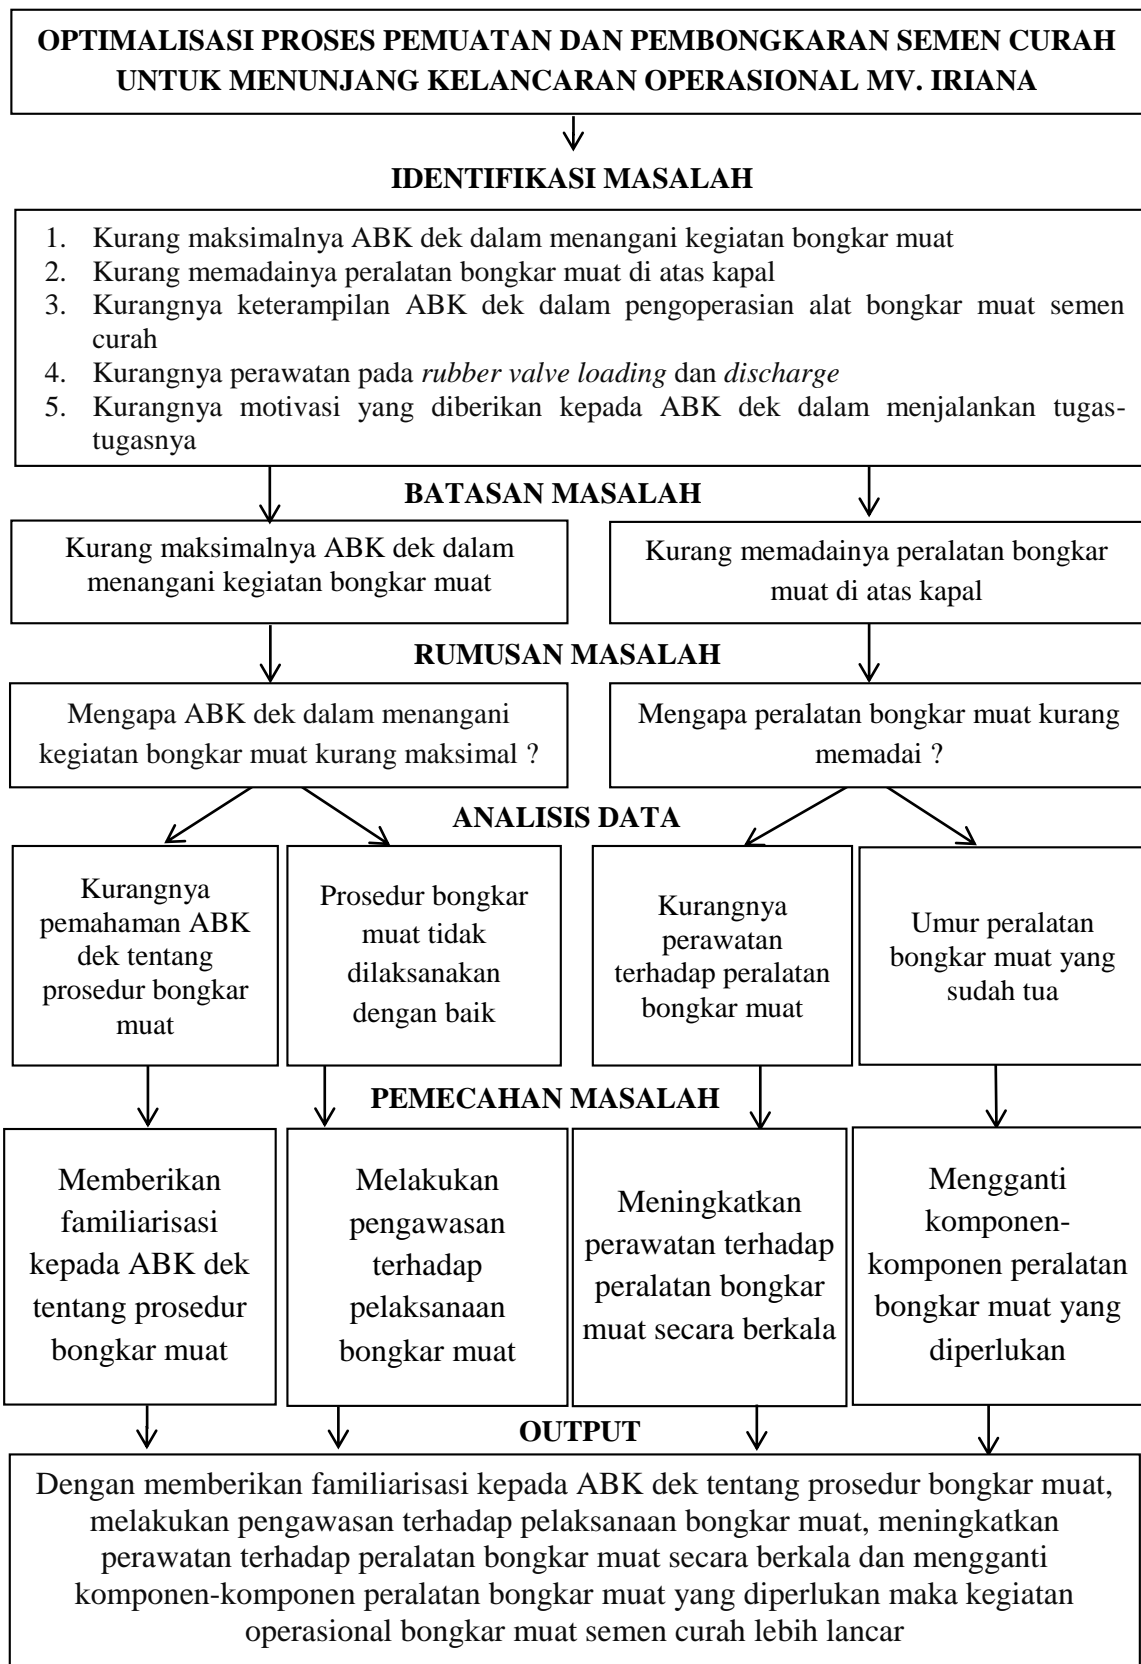 OPTIMALISASI PROSES PEMUATAN DAN PEMBONGKARAN SEMEN CURAH
UNTUK MENUNJANG KELANCARAN OPERASIONAL MV. IRIANA
IDENTIFIKASI MASALAH
1. Kurang maksimalnya ABK dek dalam menangani kegiatan bongkar muat
2. Kurang memadainya peralatan bongkar muat di atas kapal
3. Kurangnya keterampilan ABK dek dalam pengoperasian alat bongkar muat semen
curah
4. Kurangnya perawatan pada rubber valve loading dan discharge
5. Kurangnya motivasi yang diberikan kepada ABK dek dalam menjalankan tugas-
tugasnya
BATASAN MASALAH
Kurang maksimalnya ABK dek dalam
menangani kegiatan bongkar muat
Kurang memadainya peralatan bongkar
muat di atas kapal
RUMUSAN MASALAH
Mengapa ABK dek dalam menangani
kegiatan bongkar muat kurang maksimal ?
Mengapa peralatan bongkar muat kurang
memadai ?
ANALISIS DATA
Kurangnya
pemahaman ABK
dek tentang
prosedur bongkar
muat
Prosedur bongkar
muat tidak
dilaksanakan
dengan baik
Kurangnya
perawatan
terhadap peralatan
bongkar muat
Umur peralatan
bongkar muat yang
sudah tua
PEMECAHAN MASALAH
Memberikan
familiarisasi
kepada ABK dek
tentang prosedur
bongkar muat
Melakukan
pengawasan
terhadap
pelaksanaan
bongkar muat
Meningkatkan
perawatan terhadap
peralatan bongkar
muat secara berkala
Mengganti
komponen-
komponen peralatan
bongkar muat yang
diperlukan
OUTPUT
Dengan memberikan familiarisasi kepada ABK dek tentang prosedur bongkar muat,
melakukan pengawasan terhadap pelaksanaan bongkar muat, meningkatkan
perawatan terhadap peralatan bongkar muat secara berkala dan mengganti
komponen-komponen peralatan bongkar muat yang diperlukan maka kegiatan
operasional bongkar muat semen curah lebih lancar